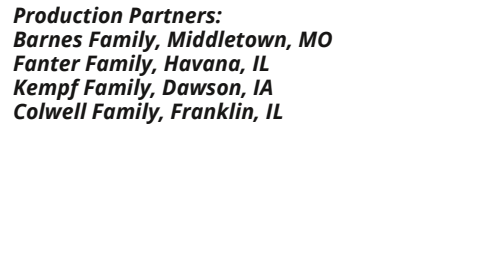 Production Partners:
Barnes Family, Middletown, MO
Fanter Family, Havana, IL
Kempf Family, Dawson, IA
Colwell Family, Franklin, IL